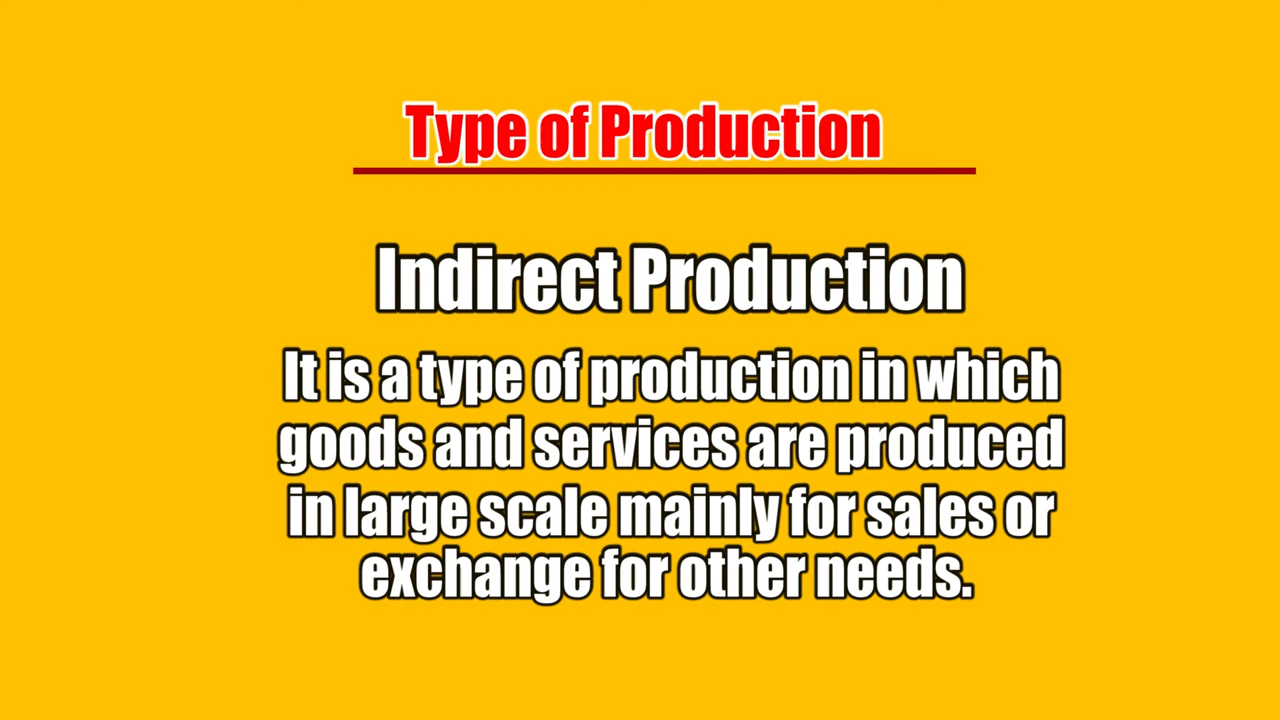 Type of Production
Indirect Production
It is a type of production in which
goods and services are produced
in large scale mainly for sales or
exchange for other needs.